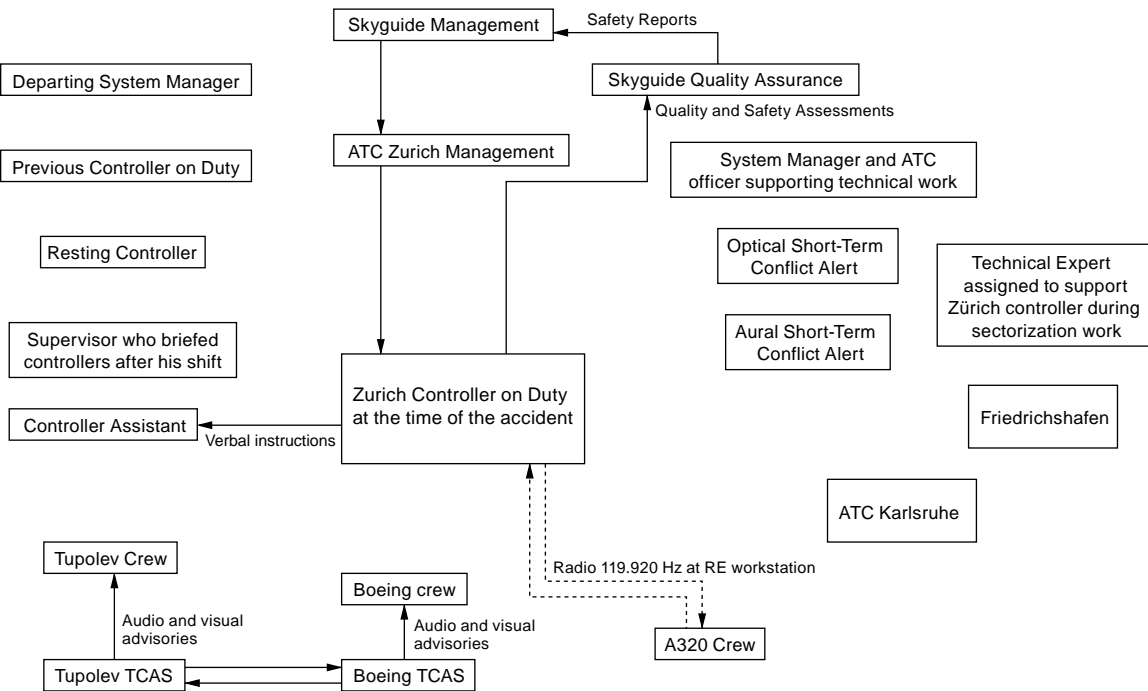 Skyguide Management
Safety Reports
Departing System Manager
Skyguide Quality Assurance
Quality and Safety Assessments
Previous Controller on Duty
ATC Zurich Management
System Manager and ATC
officer supporting technical work
Resting Controller
Optical Short-Term
Conflict Alert
Technical Expert
assigned to support
Zürich controller during
sectorization work
Supervisor who briefed
controllers after his shift
Aural Short-Term
Conflict Alert
Zurich Controller on Duty
at the time of the accident
Controller Assistant
Verbal instructions
Friedrichshafen
ATC Karlsruhe
Tupolev Crew
Boeing crew
Radio 119.920 Hz at RE workstation
Audio and visual
advisories
Audio and visual
advisories
A320 Crew
Tupolev TCAS
Boeing TCAS